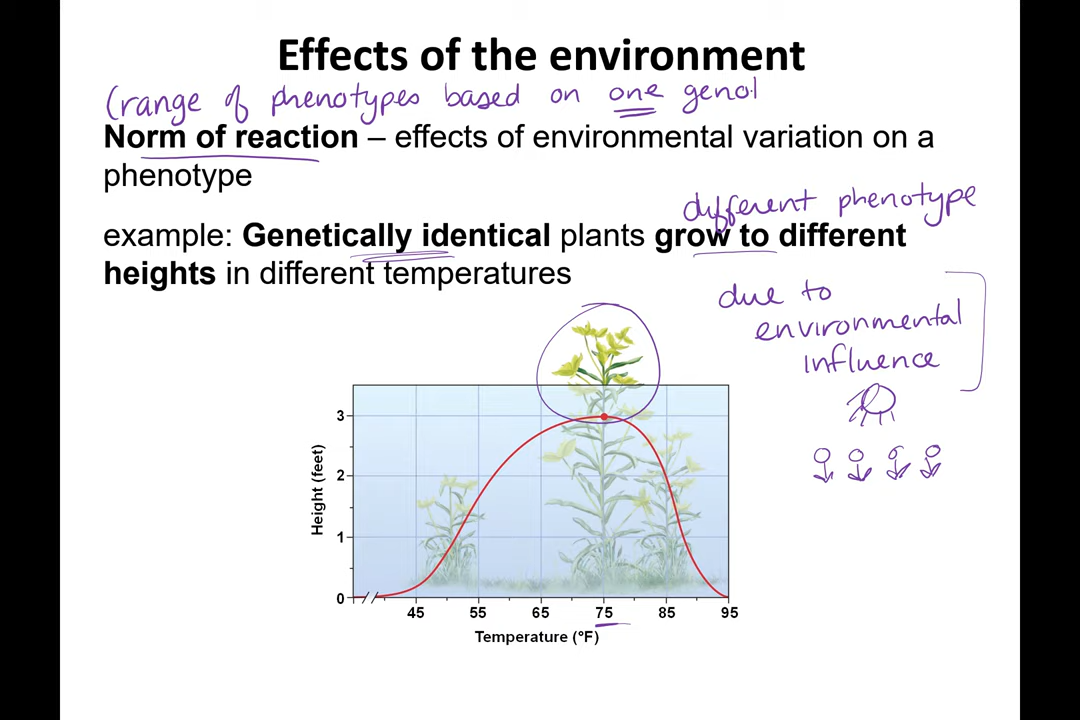 Effects of the environment
(range of phenotypes based on one genot
Norm of reaction – effects of environmental variation on a
phenotype
different phenotype
example: Genetically identical plants grow to different
heights in different temperatures
due to
environmental
influence
3
2
1
0
Height (feet)
45 55 65 75 85 95
Temperature (°F)